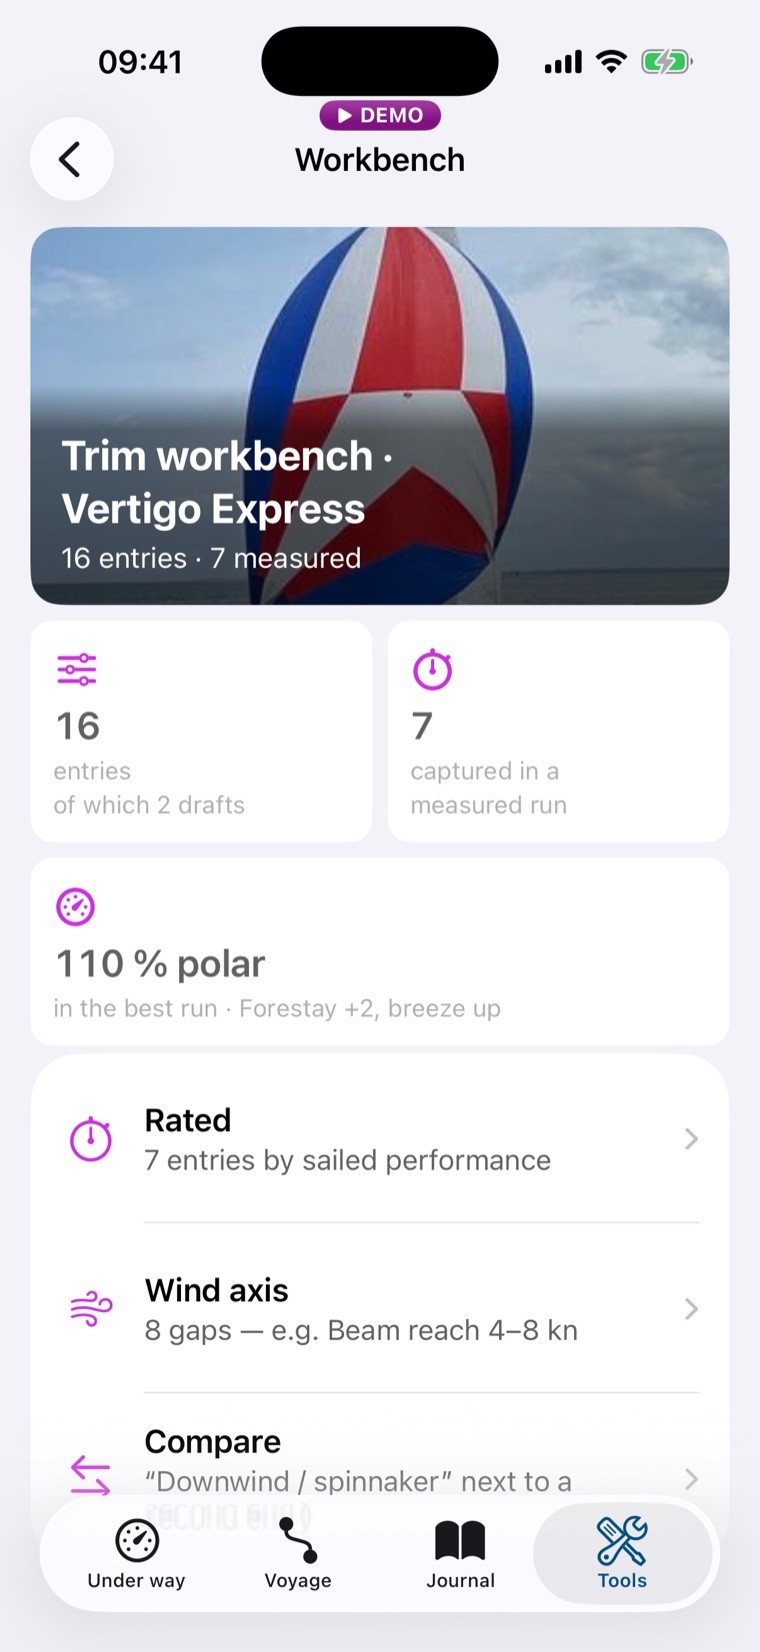 09:41
DEMO
Workbench
Trim workbench ·
Vertigo Express
16 entries · 7 measured
16
entries
of which 2 drafts
7
captured in a
measured run
110 % polar
in the best run · Forestay +2, breeze up
Rated
7 entries by sailed performance
Wind axis
8 gaps — e.g. Beam reach 4–8 kn
Compare
“Downwind / spinnaker” next to a
Under way
Voyage
Journal
Tools